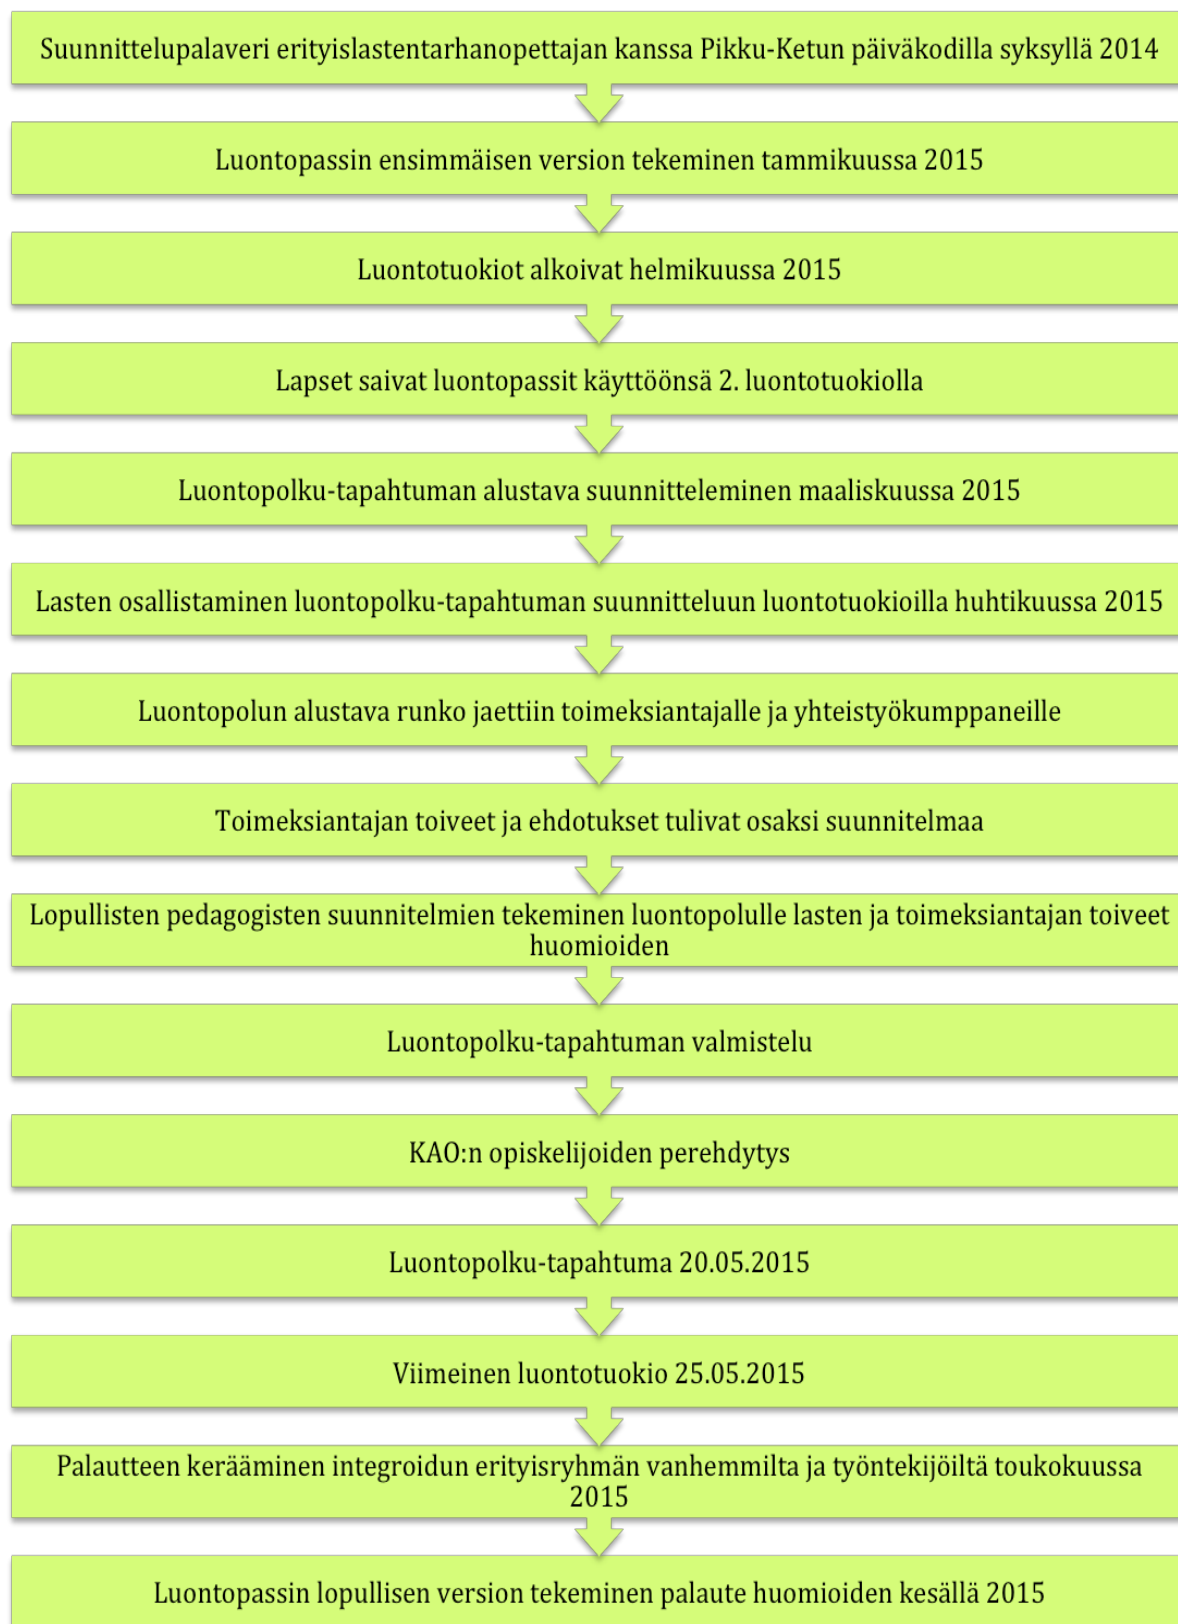 Suunnittelupalaveri erityislastentarhanopettajan kanssa Pikku-Ketun päiväkodilla syksyllä 2014
Luontopassin ensimmäisen version tekeminen tammikuussa 2015
Luontotuokiot alkoivat helmikuussa 2015
Lapset saivat luontopassit käyttöönsä 2. luontotuokiolla
Luontopolku-tapahtuman alustava suunnitteleminen maaliskuussa 2015
Lasten osallistaminen luontopolku-tapahtuman suunnitteluun luontotuokioilla huhtikuussa 2015
Luontopolun alustava runko jaettiin toimeksiantajalle ja yhteistyökumppaneille
Toimeksiantajan toiveet ja ehdotukset tulivat osaksi suunnitelmaa
Lopullisten pedagogisten suunnitelmien tekeminen luontopolulle lasten ja toimeksiantajan toiveet
huomioiden
Luontopolku-tapahtuman valmistelu
KAO:n opiskelijoiden perehdytys
Luontopolku-tapahtuma 20.05.2015
Viimeinen luontotuokio 25.05.2015
Palautteen kerääminen integroidun erityisryhmän vanhemmilta ja työntekijöiltä toukokuussa
2015
Luontopassin lopullisen version tekeminen palaute huomioiden kesällä 2015